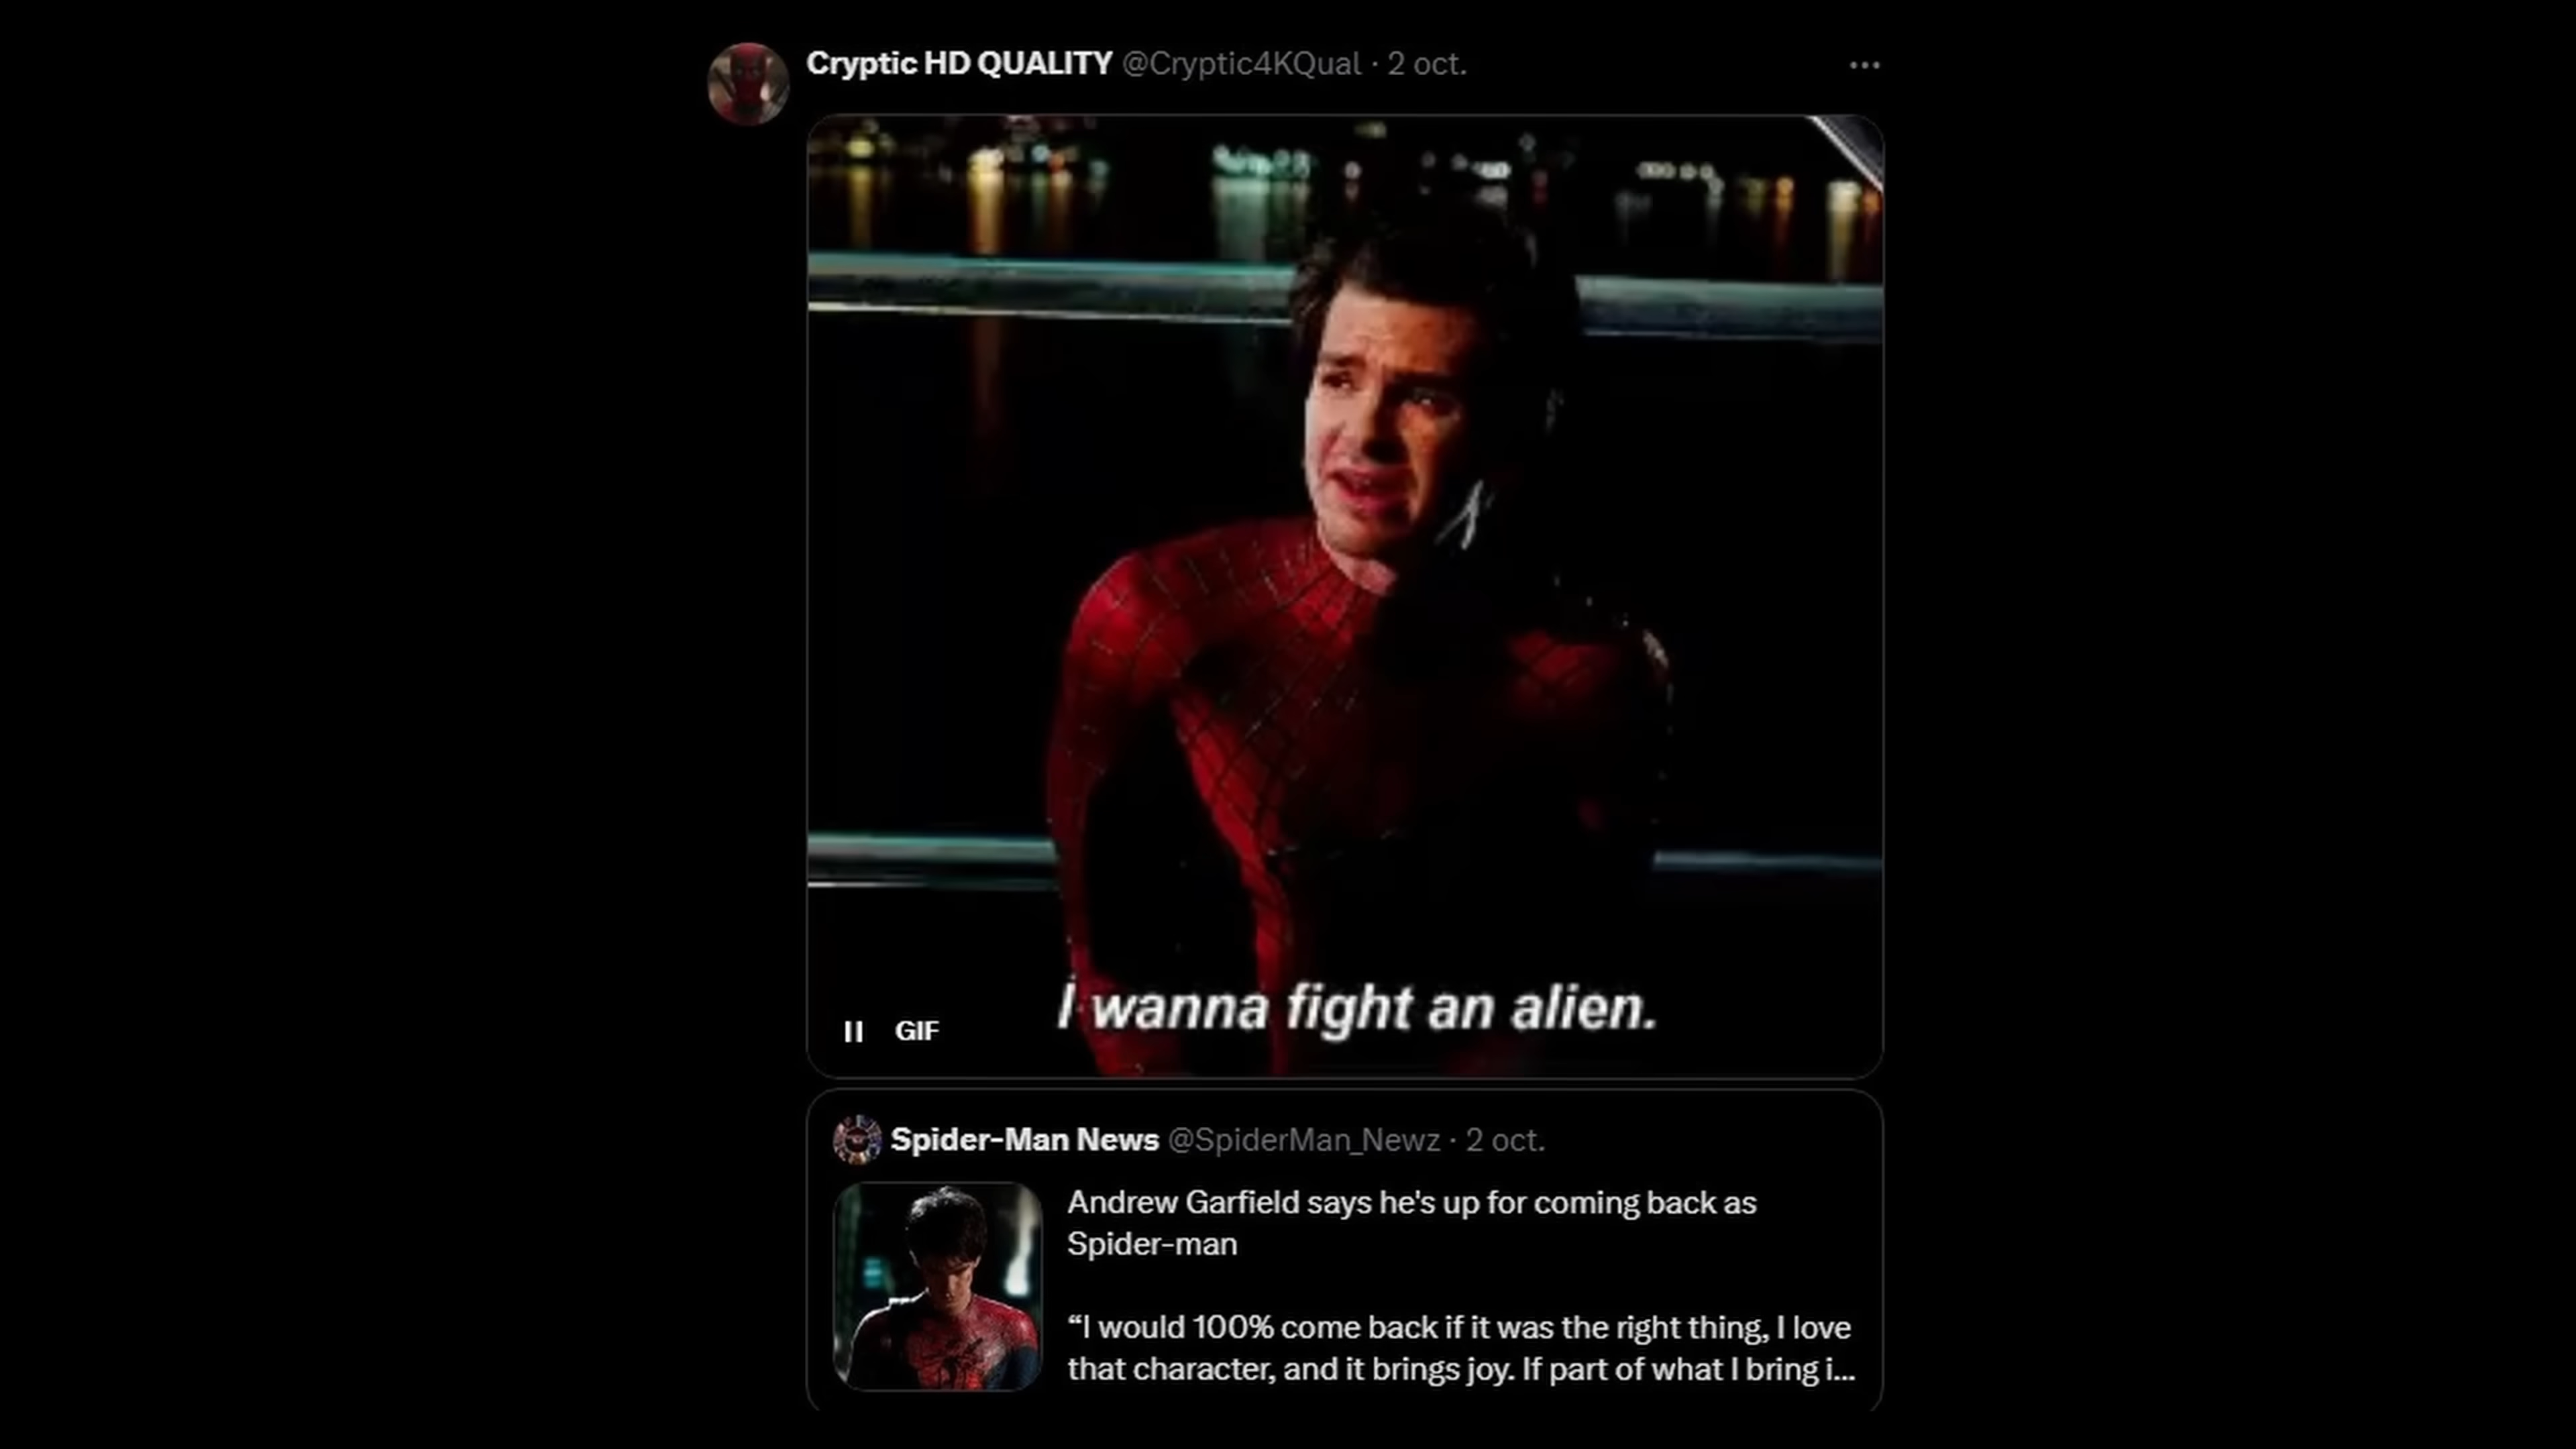 Cryptic HD QUALITY @Cryptic4KQual · 2 oct.
I wanna fight an alien.
GIF
Spider-Man News @SpiderMan_Newz · 2 oct.
Andrew Garfield says he's up for coming back as
Spider-man
“I would 100% come back if it was the right thing, I love
that character, and it brings joy. If part of what I bring i...